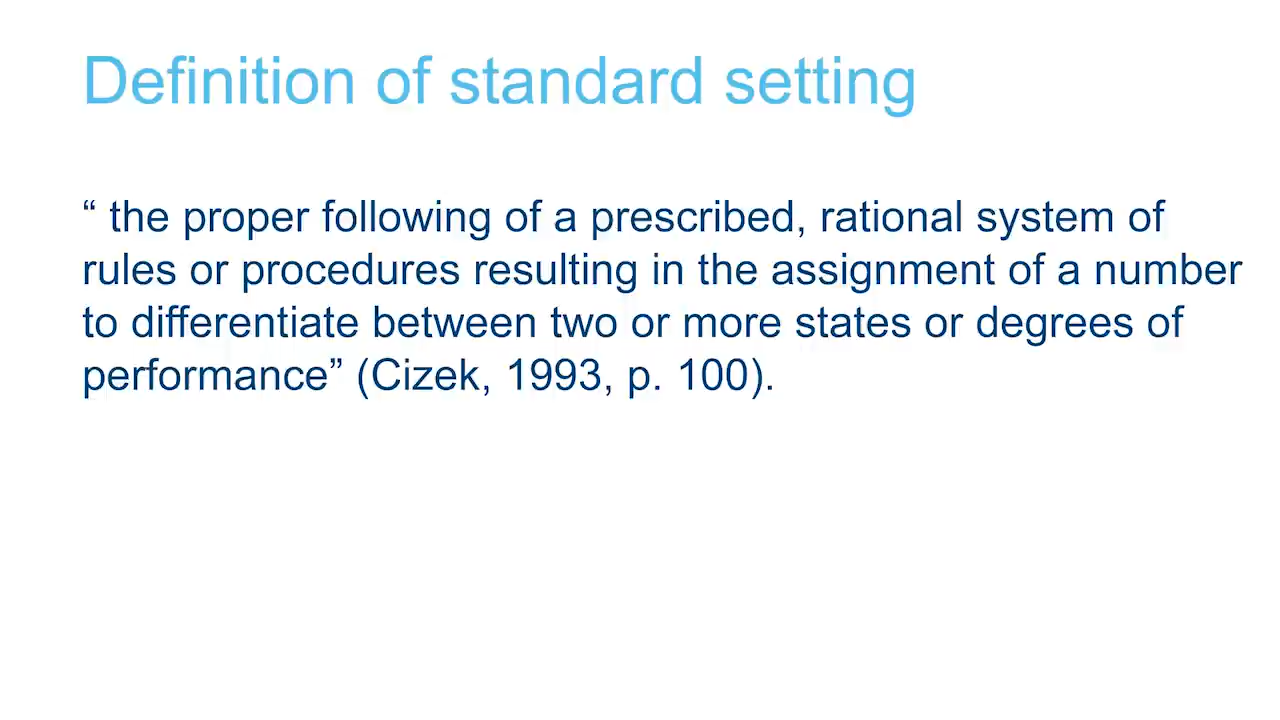 Definition of standard setting
“ the proper following of a prescribed, rational system of
rules or procedures resulting in the assignment of a number
to differentiate between two or more states or degrees of
performance” (Cizek, 1993, p. 100).